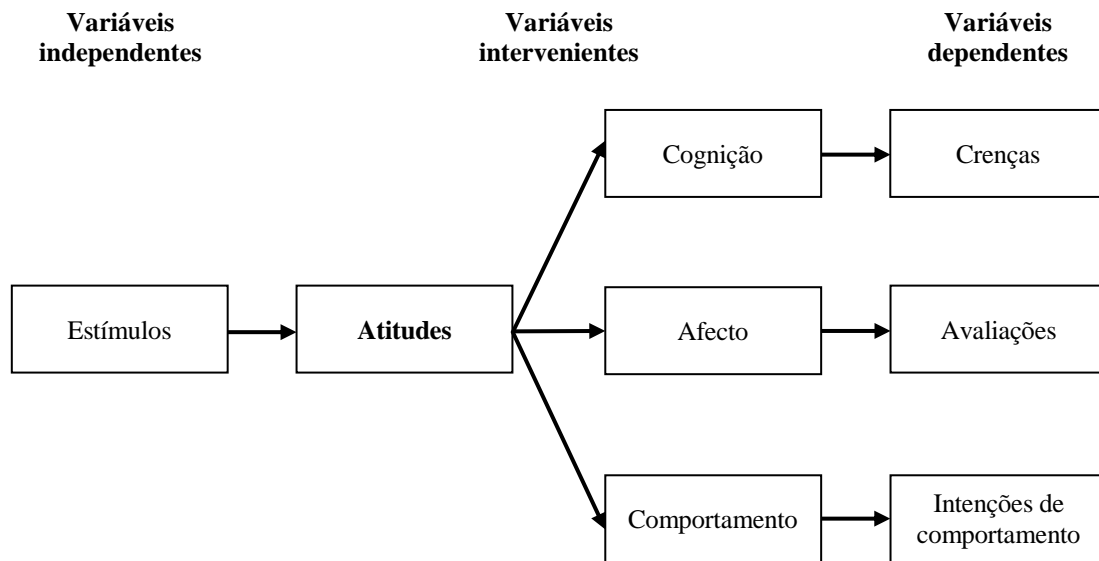 Variáveis
independentes
Variáveis
intervenientes
Variáveis
dependentes
Cognição
Crenças
Estímulos
Atitudes
Afecto
Avaliações
Comportamento
Intenções de
comportamento